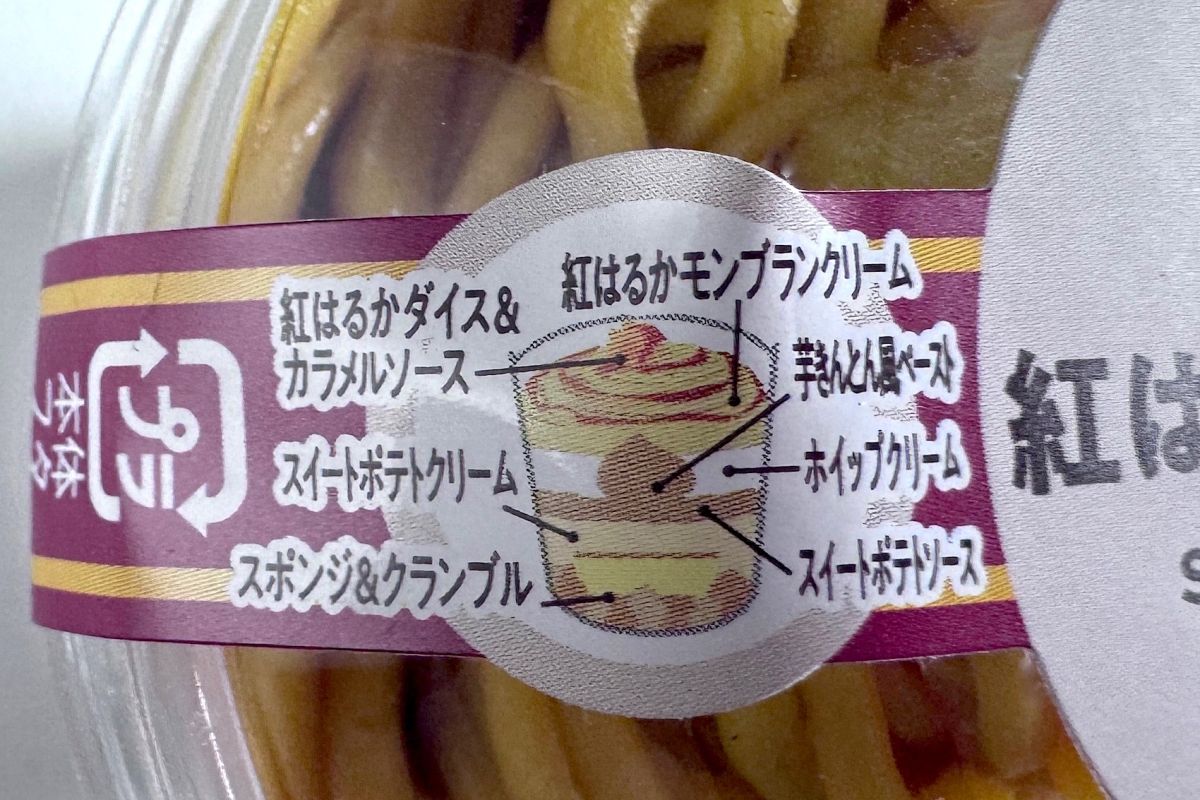 紅はるかモンブランクリーム
紅はるかダイス&
カラメルソース
芋きんとん風ペースト
スイートポテトクリーム
ホイップクリーム
スポンジ&クランブル
スイートポテトソース
プラ
本体
フタ
紅は